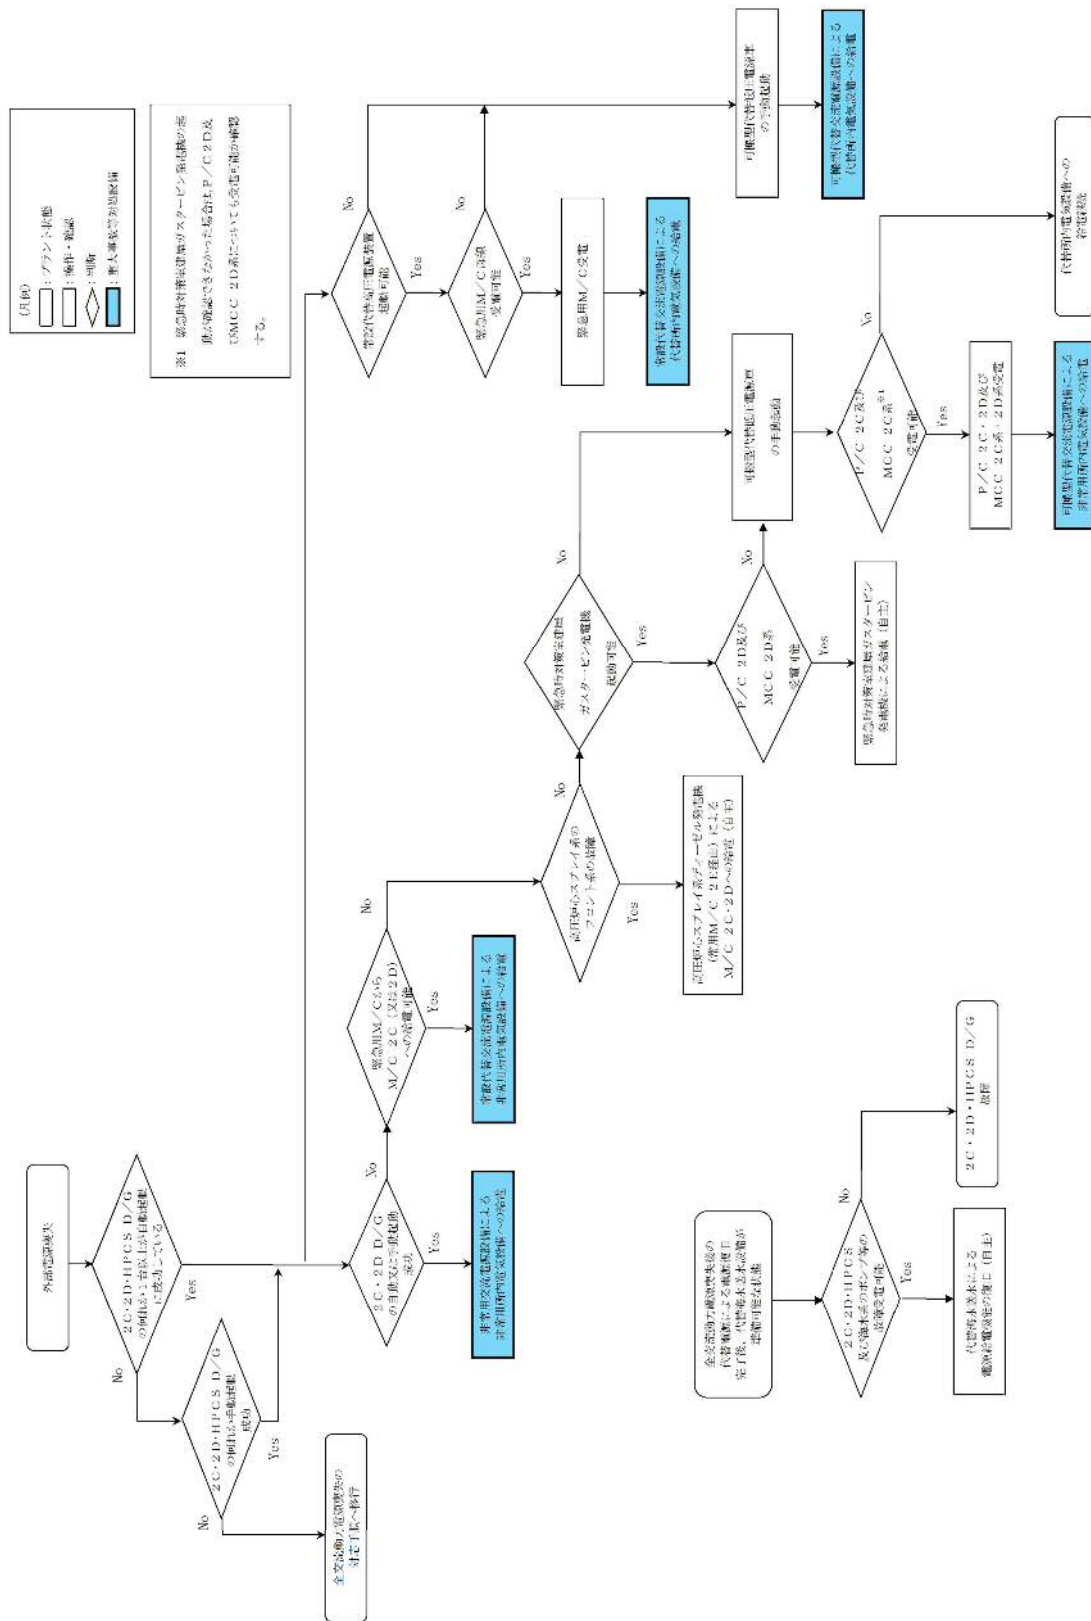 (凡例)
：プラント状態
：操作・確認
：判断
：重大事故等対処設備
※1 緊急時対策室建屋ガスタービン発電機の起
動が確認できなかった場合は，P／C 2D及
びMCC 2D系についても受電可能か確認
する。
外部電源喪失
2C・2D・HPCS D/G
の何れか1台以上が自動起動
に成功している
No
Yes
2C・2D・HPCS D/G
の何れか手動起動
成功
No
Yes
全交流動力電源喪失の
対応手順へ移行
2C・2D D/G
の自動又は手動起動
成功
No
Yes
非常用交流電源設備による
非常用所内電気設備への給電
緊急用M／Cから
M／C 2C（又は2D）
への給電可能
No
Yes
常設代替交流電源設備による
非常用所内電気設備への給電
高圧炉心スプレイ系の
フロント系の故障
No
Yes
高圧炉心スプレイ系ディーゼル発電機
（常用M／C 2E経由）による
M／C 2C・2Dへの給電（自主）
緊急時対策室建屋
ガスタービン発電機
起動可能
No
Yes
P／C 2D及び
MCC 2D系
受電可能
No
Yes
緊急時対策室建屋ガスタービン
発電機による給電（自主）
可搬型代替低圧電源車
の手動起動
P／C 2C及び
MCC 2C系※1
受電可能
No
Yes
P／C 2C・2D及び
MCC 2C系・2D系受電
可搬型代替交流電源設備による
非常用所内電気設備への給電
代替所内電気設備への
給電継続
常設代替高圧電源装置
起動可能
No
Yes
緊急用M／C
受電可能
No
Yes
緊急用M／C受電
常設代替交流電源設備による
代替所内電気設備への給電
可搬型代替低圧電源車
の手動起動
可搬型代替交流電源設備による
代替所内電気設備への給電
全交流動力電源喪失後の
代替電源による電源復旧
完了後，代替海水送水設備が
準備可能な状態
2C・2D・HPCS
及び海水系のポンプ等の
故障受電可能
No
Yes
代替海水送水による
電源給電機能の復旧（自主）
2C・2D・HPCS D/G
故障